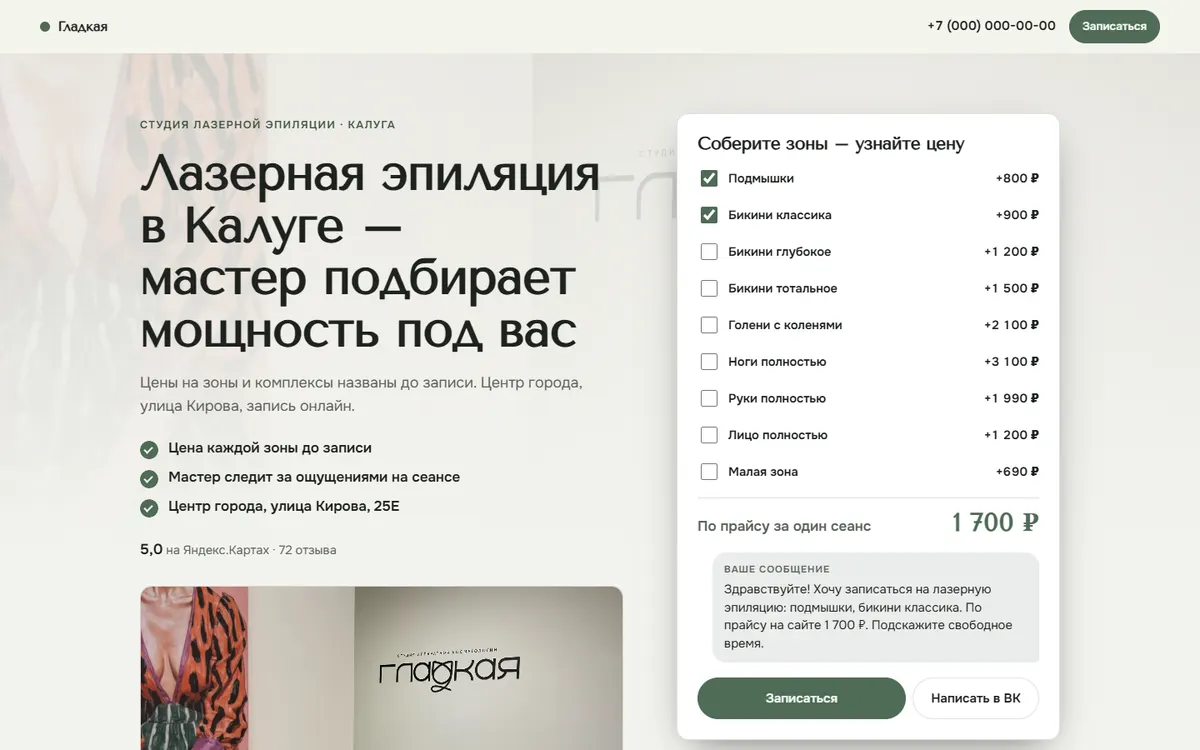 Гладкая
+7 (000) 000-00-00
Записаться
СТУДИЯ ЛАЗЕРНОЙ ЭПИЛЯЦИИ · КАЛУГА
Лазерная эпиляция
в Калуге —
мастер подбирает
мощность под вас
Цены на зоны и комплексы названы до записи. Центр города,
улица Кирова, запись онлайн.
Цена каждой зоны до записи
Мастер следит за ощущениями на сеансе
Центр города, улица Кирова, 25Е
5,0 на Яндекс.Картах · 72 отзыва
гладкая
Соберите зоны — узнайте цену
Подмышки +800 ₽
Бикини классика +900 ₽
Бикини глубокое +1 200 ₽
Бикини тотальное +1 500 ₽
Голени с коленями +2 100 ₽
Ноги полностью +3 100 ₽
Руки полностью +1 990 ₽
Лицо полностью +1 200 ₽
Малая зона +690 ₽
По прайсу за один сеанс 1 700 ₽
ВАШЕ СООБЩЕНИЕ
Здравствуйте! Хочу записаться на лазерную
эпиляцию: подмышки, бикини классика. По
прайсу на сайте 1 700 ₽. Подскажите свободное
время.
Записаться
Написать в ВК